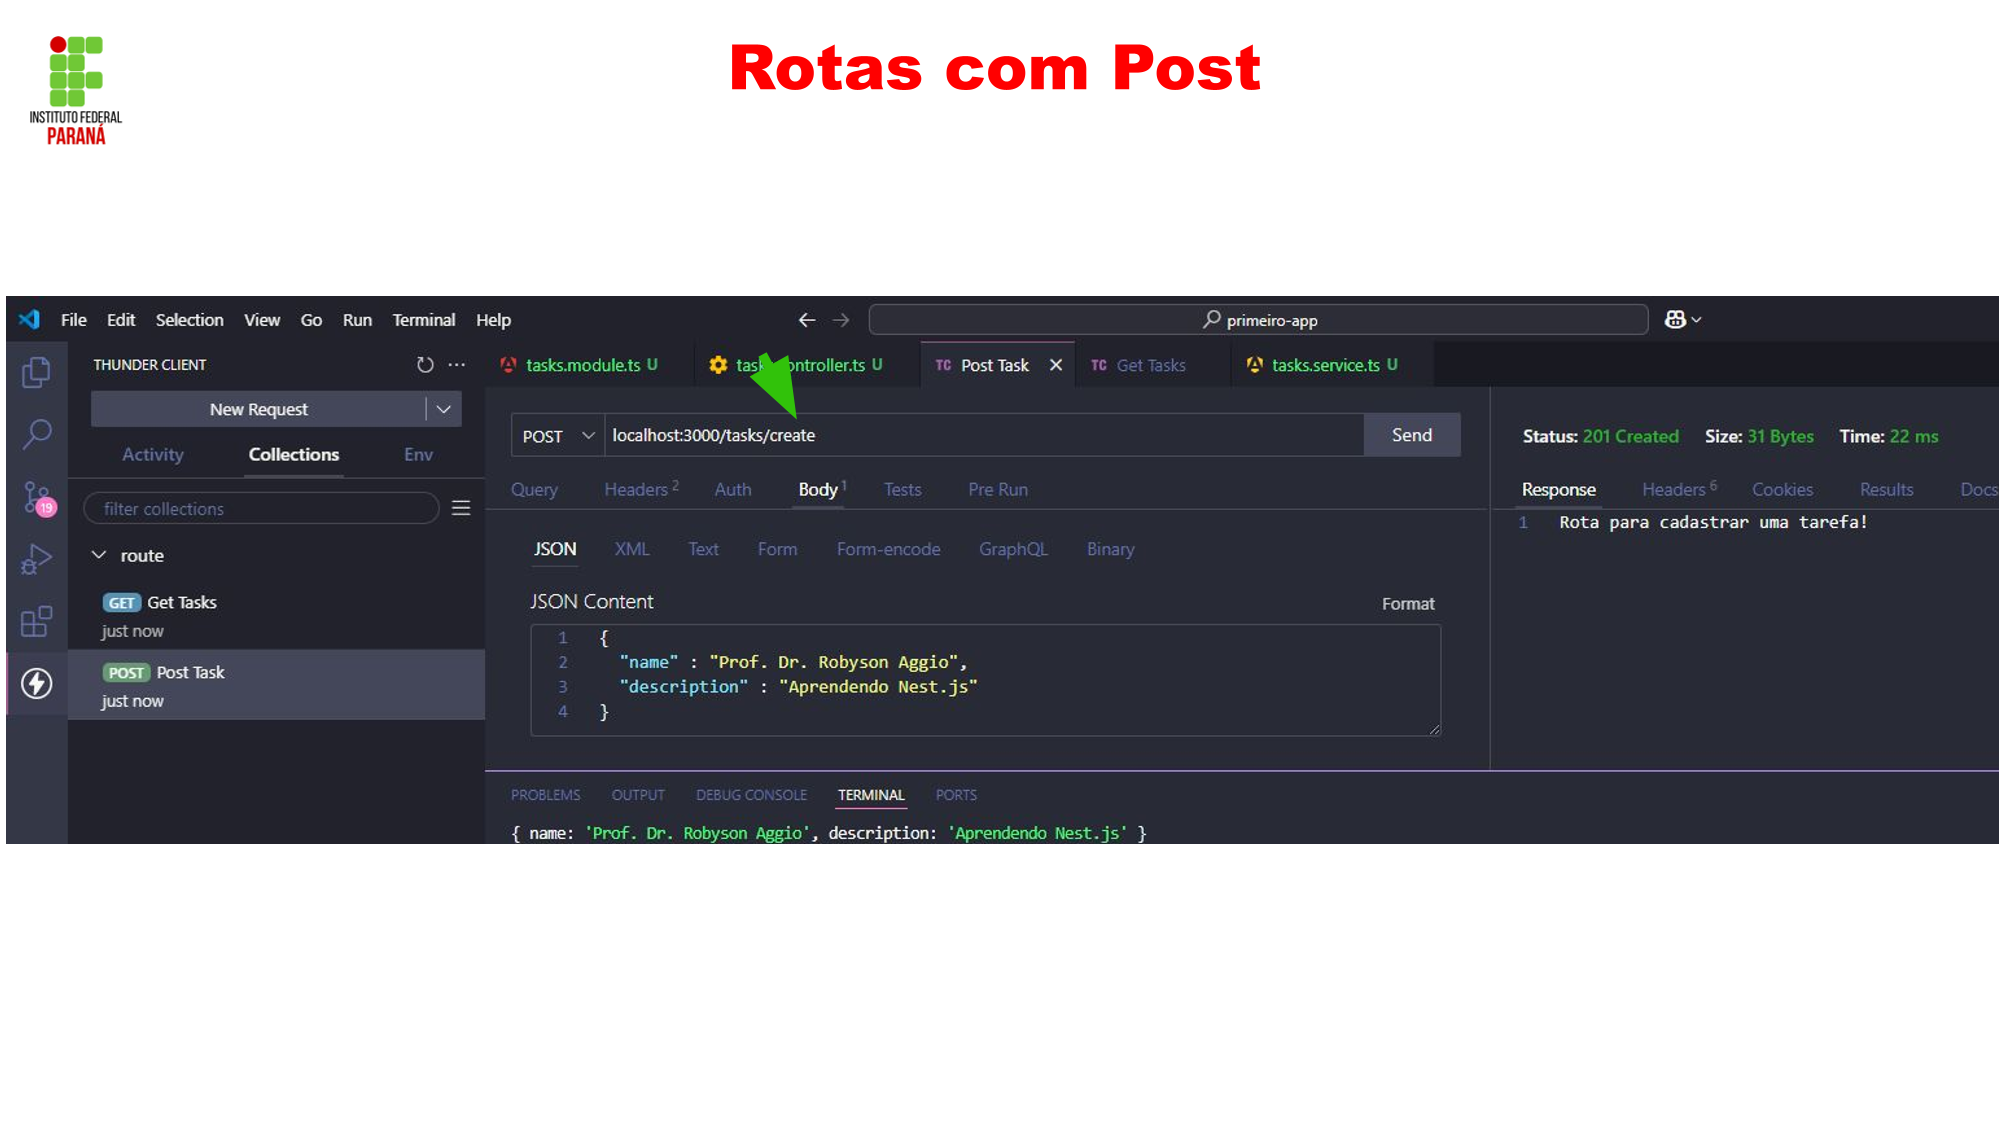 INSTITUTO FEDERAL
PARANÁ
Rotas com Post
File Edit Selection View Go Run Terminal Help
primeiro-app
THUNDER CLIENT
New Request
Activity Collections Env
filter collections
route
GET Get Tasks
just now
POST Post Task
just now
19
tasks.module.ts U
ontroller.ts U
TC Post Task
TC Get Tasks
tasks.service.ts U
POST localhost:3000/tasks/create Send
Query Headers 2 Auth Body 1 Tests Pre Run
JSON XML Text Form Form-encode GraphQL Binary
JSON Content
Format
1 {
2 "name" : "Prof. Dr. Robyson Aggio",
3 "description" : "Aprendendo Nest.js"
4 }
Status: 201 Created Size: 31 Bytes Time: 22 ms
Response Headers 6 Cookies Results Docs
1 Rota para cadastrar uma tarefa!
PROBLEMS OUTPUT DEBUG CONSOLE TERMINAL PORTS
{ name: 'Prof. Dr. Robyson Aggio', description: 'Aprendendo Nest.js' }